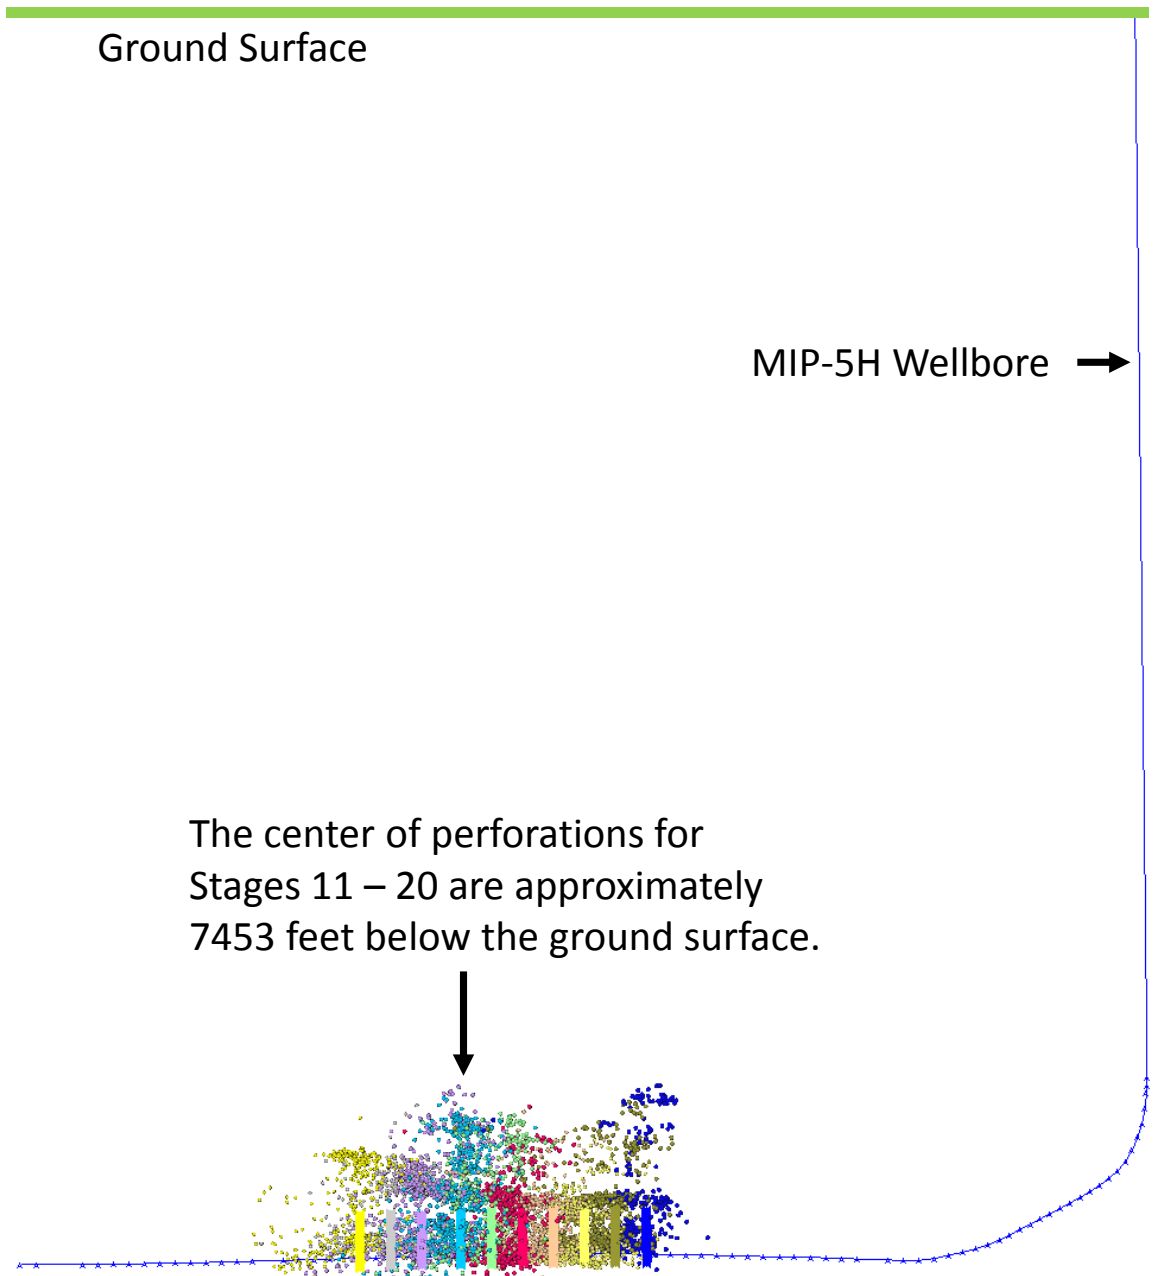 Ground Surface
MIP-5H Wellbore
The center of perforations for
Stages 11 – 20 are approximately
7453 feet below the ground surface.